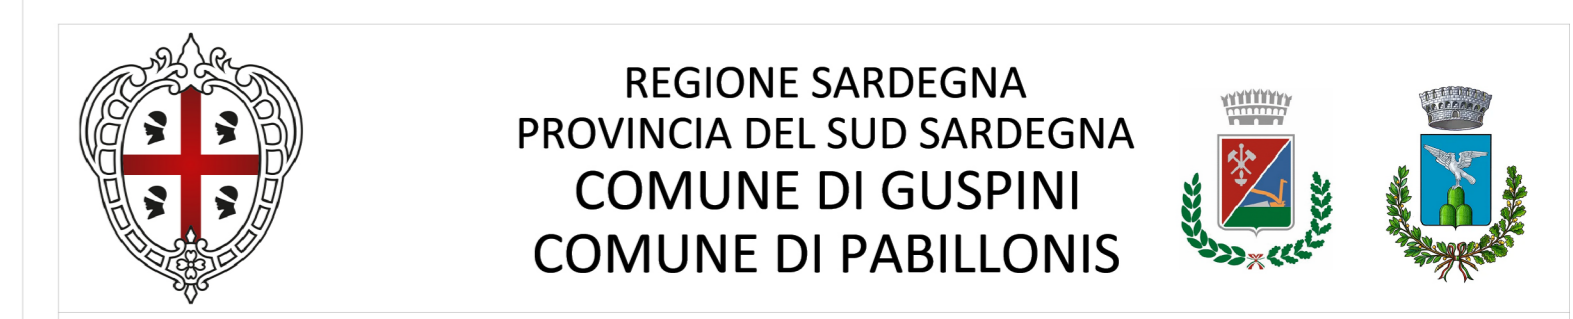 REGIONE SARDEGNA
PROVINCIA DEL SUD SARDEGNA
COMUNE DI GUSPINI
COMUNE DI PABILLONIS